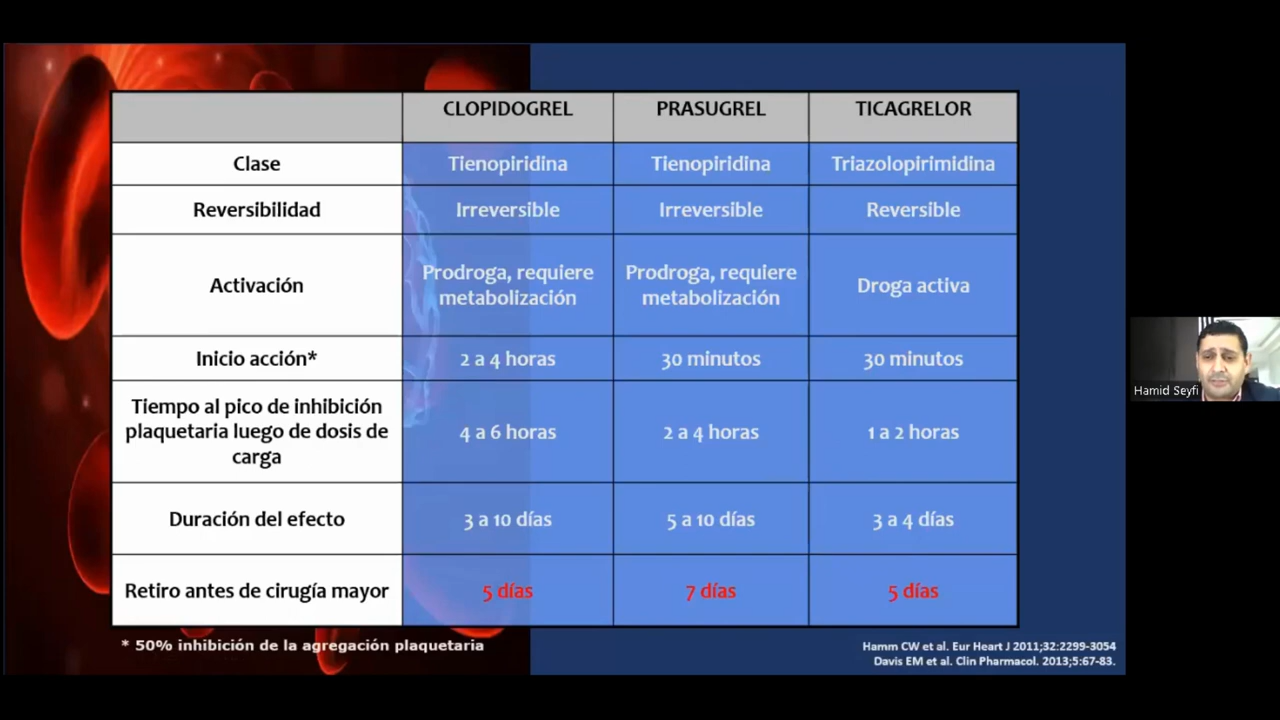 CLOPIDOGREL PRASUGREL TICAGRELOR
Clase Tienopiridina Tienopiridina Triazolopirimidina
Reversibilidad Irreversible Irreversible Reversible
Activación Prodroga, requiere metabolización Prodroga, requiere metabolización Droga activa
Inicio acción* 2 a 4 horas 30 minutos 30 minutos
Tiempo al pico de inhibición
plaquetaria luego de dosis de
carga
4 a 6 horas 2 a 4 horas 1 a 2 horas
Duración del efecto 3 a 10 días 5 a 10 días 3 a 4 días
Retiro antes de cirugía mayor 5 días 7 días 5 días
* 50% inhibición de la agregación plaquetaria
Hamm CW et al. Eur Heart J 2011;32:2299-3054
Davis EM et al. Clin Pharmacol. 2013;5:67-83.
Hamid Seyfi